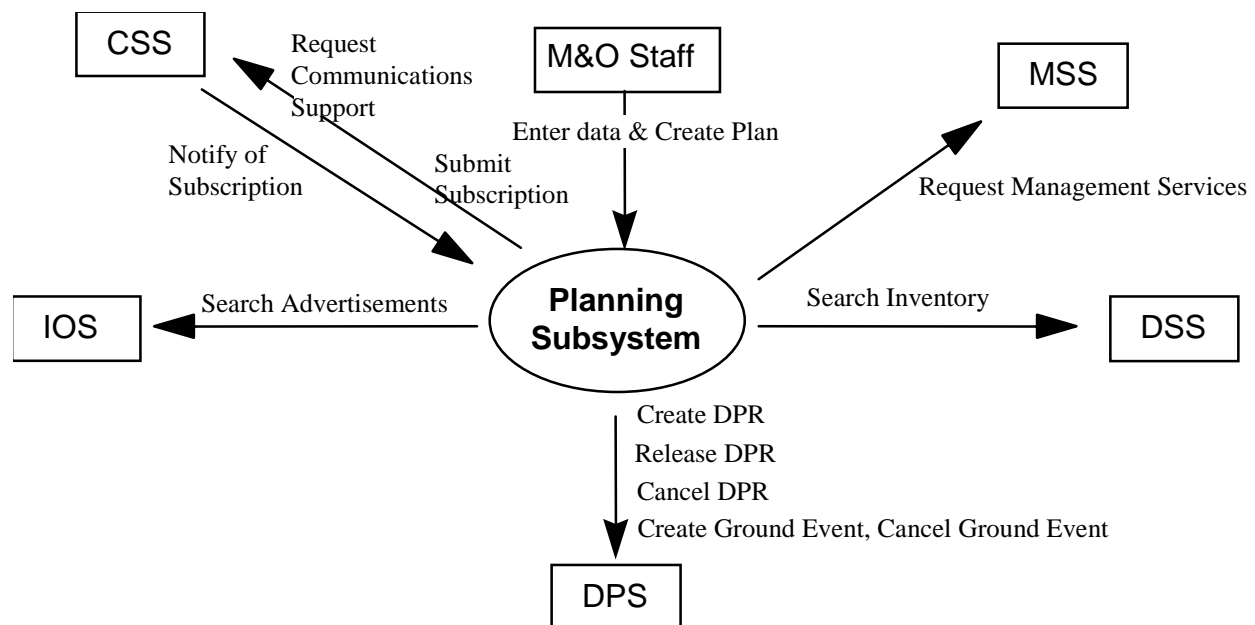 CSS
Request
Communications
Support
M&O Staff
MSS
Enter data & Create Plan
Notify of
Subscription
Submit
Subscription
Request Management Services
IOS
Search Advertisements
Planning
Subsystem
Search Inventory
DSS
Create DPR
Release DPR
Cancel DPR
Create Ground Event, Cancel Ground Event
DPS